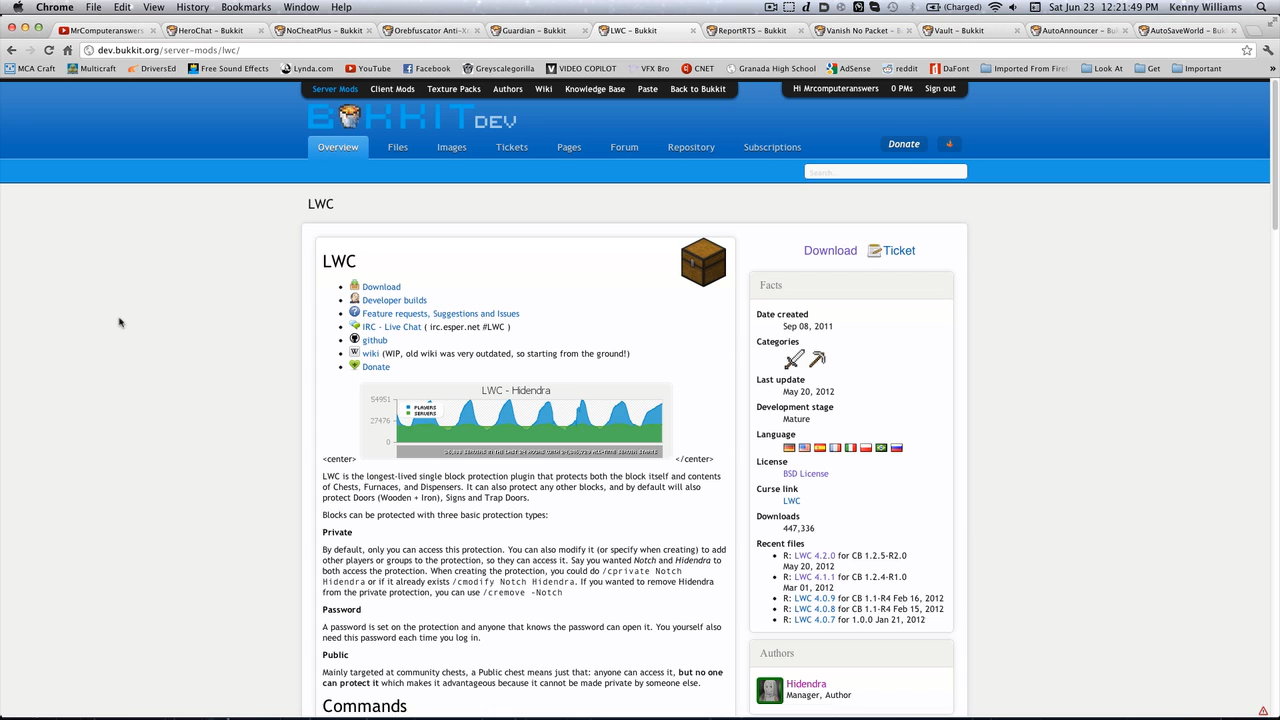 Chrome File Edit View History Bookmarks Window Help (Charged) Sat Jun 23 12:21:49 PM Kenny Williams
MrComputeranswers HeroChat – Bukkit NoCheatPlus – Bukkit Orebfuscator Anti-X Guardian – Bukkit LWC – Bukkit ReportRTS – Bukkit Vanish No Packet – Vault – Bukkit AutoAnnouncer – Bukk AutoSaveWorld – Bukk
dev.bukkit.org/server-mods/lwc/
MCA Craft Multicraft DriversEd Free Sound Effects Lynda.com YouTube Facebook Greyscalegorilla VIDEO COPILOT VFX Bro CNET Granada High School AdSense reddit DaFont Imported From Firef Look At Get Important »
Server Mods Client Mods Texture Packs Authors Wiki Knowledge Base Paste Back to Bukkit Hi Mrcomputeranswers 0 PMs Sign out
BUKKIT DEV
Overview Files Images Tickets Pages Forum Repository Subscriptions Donate
Search...
LWC
LWC
Download
Developer builds
Feature requests, Suggestions and Issues
IRC - Live Chat ( irc.esper.net #LWC )
github
wiki (WIP, old wiki was very outdated, so starting from the ground!)
Donate
LWC - Hidendra
54951
27476
0
PLAYERS
SERVERS
<center> </center>
LWC is the longest-lived single block protection plugin that protects both the block itself and contents
of Chests, Furnaces, and Dispensers. It can also protect any other blocks, and by default will also
protect Doors (Wooden + Iron), Signs and Trap Doors.
Blocks can be protected with three basic protection types:
Private
By default, only you can access this protection. You can also modify it (or specify when creating) to add
other players or groups to the protection, so they can access it. Say you wanted Notch and Hidendra to
both access the protection. When creating the protection, you could do /cprivate Notch
Hidendra or if it already exists /cmodify Notch Hidendra. If you wanted to remove Hidendra
from the private protection, you can use /cremove -Notch
Password
A password is set on the protection and anyone that knows the password can open it. You yourself also
need this password each time you log in.
Public
Mainly targeted at community chests, a Public chest means just that: anyone can access it, but no one
can protect it which makes it advantageous because it cannot be made private by someone else.
Commands
Download Ticket
Facts
Date created
Sep 08, 2011
Categories
Last update
May 20, 2012
Development stage
Mature
Language
License
BSD License
Curse link
LWC
Downloads
447,336
Recent files
R: LWC 4.2.0 for CB 1.2.5-R2.0
May 20, 2012
R: LWC 4.1.1 for CB 1.2.4-R1.0
Mar 01, 2012
R: LWC 4.0.9 for CB 1.1-R4 Feb 16, 2012
R: LWC 4.0.8 for CB 1.1-R4 Feb 15, 2012
R: LWC 4.0.7 for 1.0.0 Jan 21, 2012
Authors
Hidendra
Manager, Author